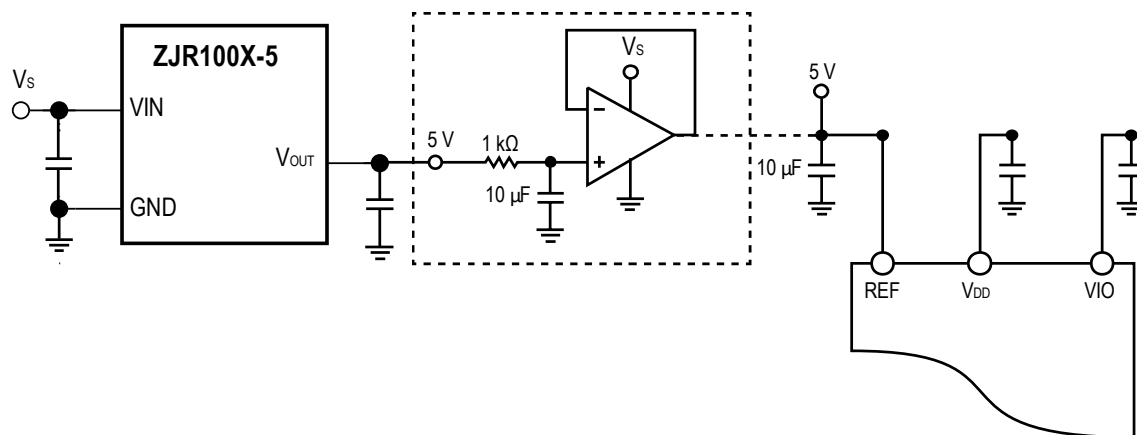 ZJR100X-5
VS
VIN
VOUT
GND
5 V
1 kΩ
10 µF
VS
−
+
5 V
10 µF
REF
VDD
VIO